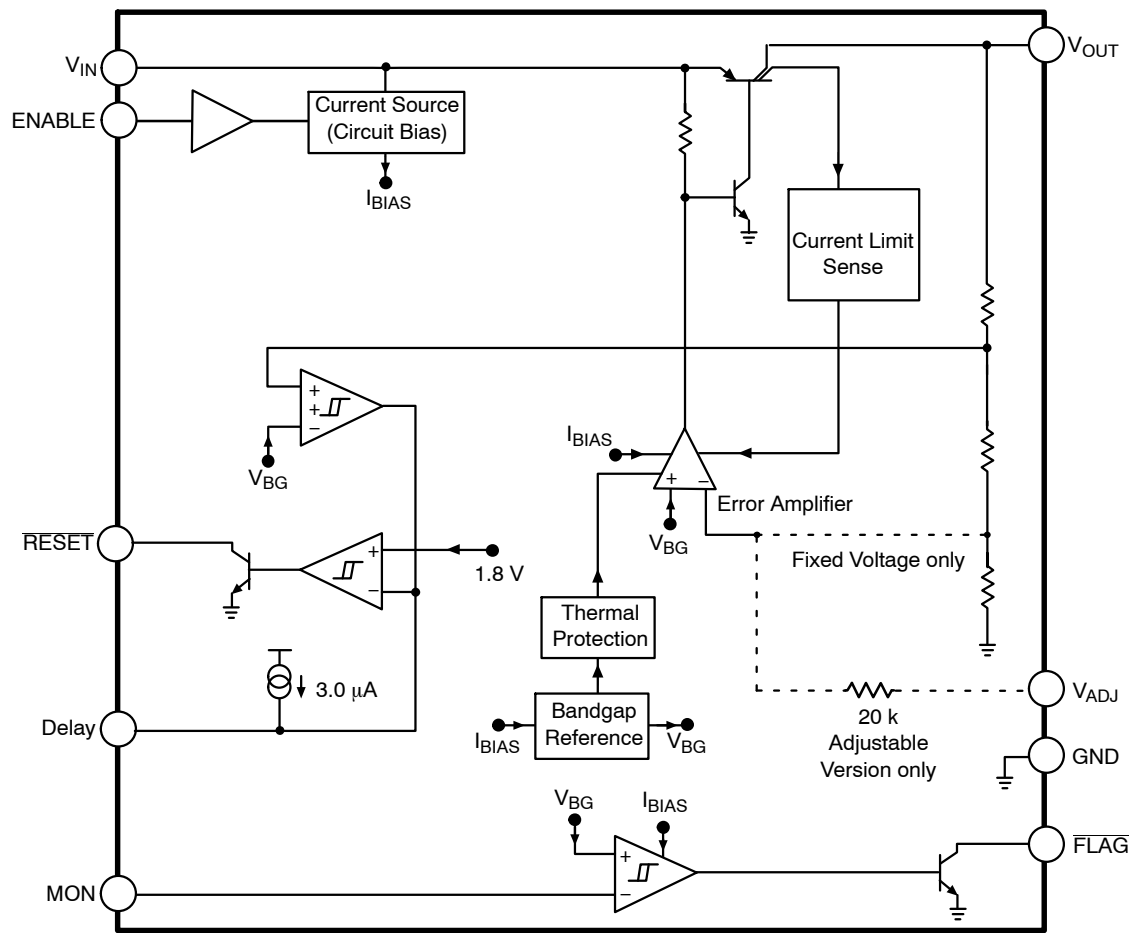 V_IN
V_OUT
ENABLE
Current Source
(Circuit Bias)
I_BIAS
Current Limit
Sense
+
+
−
V_BG
I_BIAS
+ −
Error Amplifier
V_BG
RESET
+
−
1.8 V
Fixed Voltage only
Thermal
Protection
3.0 μA
V_ADJ
20 k
Adjustable
Version only
Delay
I_BIAS
Bandgap
Reference
V_BG
GND
V_BG
I_BIAS
+
−
FLAG
MON